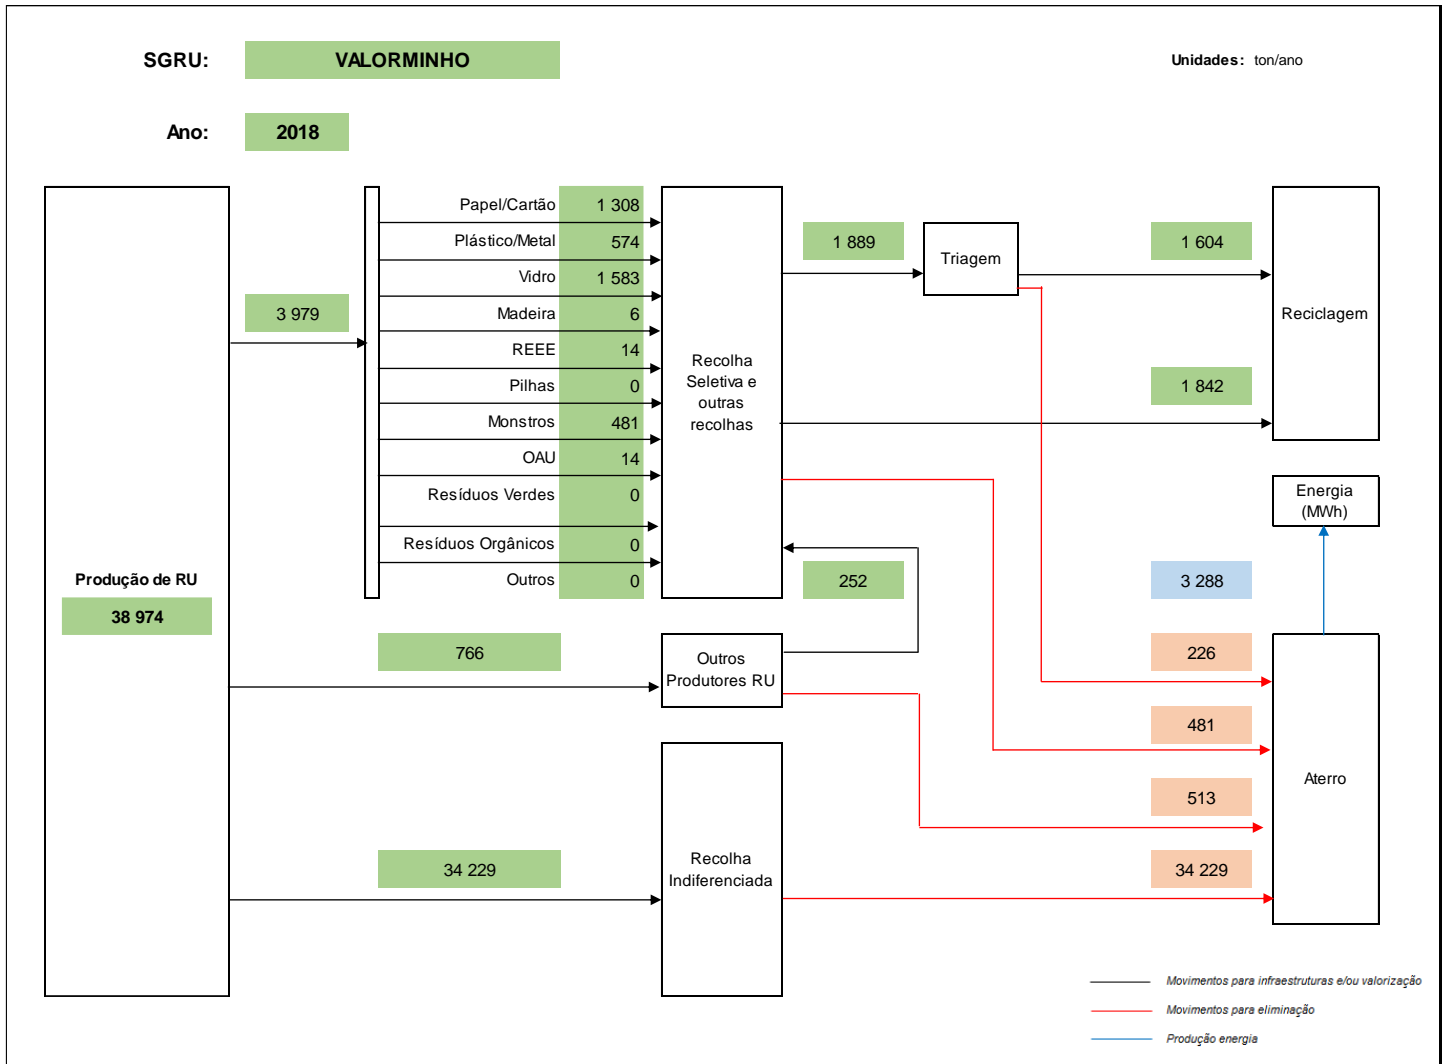 SGRU: VALORMINHO Unidades: ton/ano
Ano: 2018
Papel/Cartão 1 308
Plástico/Metal 574
Vidro 1 583
Madeira 6
REEE 14
Pilhas 0
Monstros 481
OAU 14
Resíduos Verdes 0
Resíduos Orgânicos 0
Outros 0
3 979
Produção de RU
38 974
766
34 229
Recolha
Seletiva e
outras
recolhas
Outros
Produtores RU
Recolha
Indiferenciada
1 889
Triagem
252
1 604
1 842
Reciclagem
Energia
(MWh)
3 288
226
481
513
34 229
Aterro
Movimentos para infraestruturas e/ou valorização
Movimentos para eliminação
Produção energia